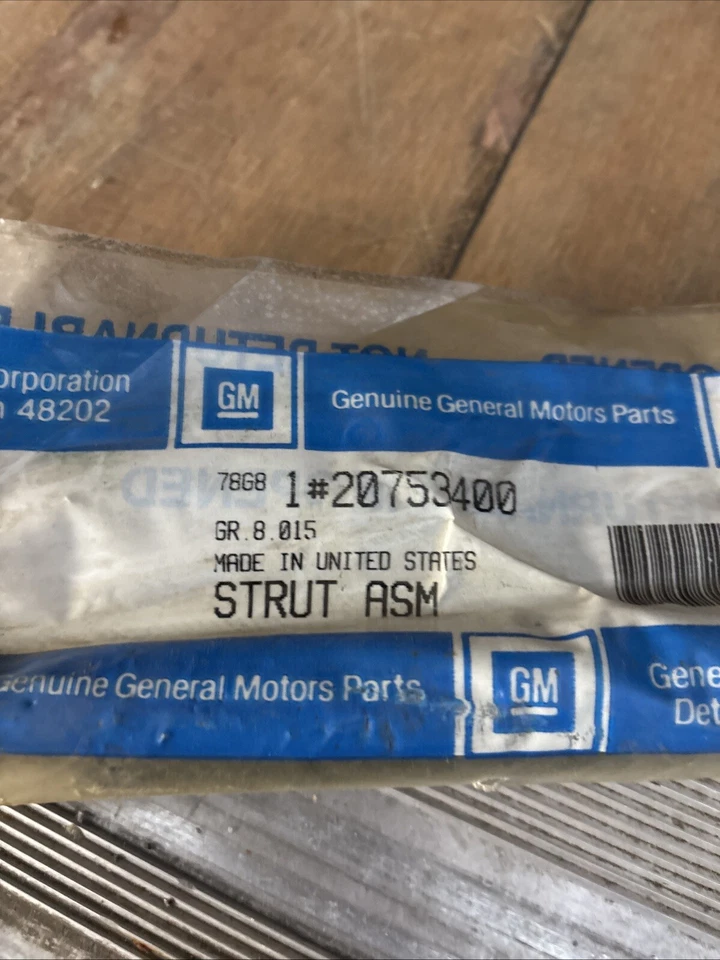 orporation
48202
GM
Genuine General Motors Parts
78G8 1#20753400
GR.8.015
MADE IN UNITED STATES
STRUT ASM
Genuine General Motors Parts
GM
Gene
Det